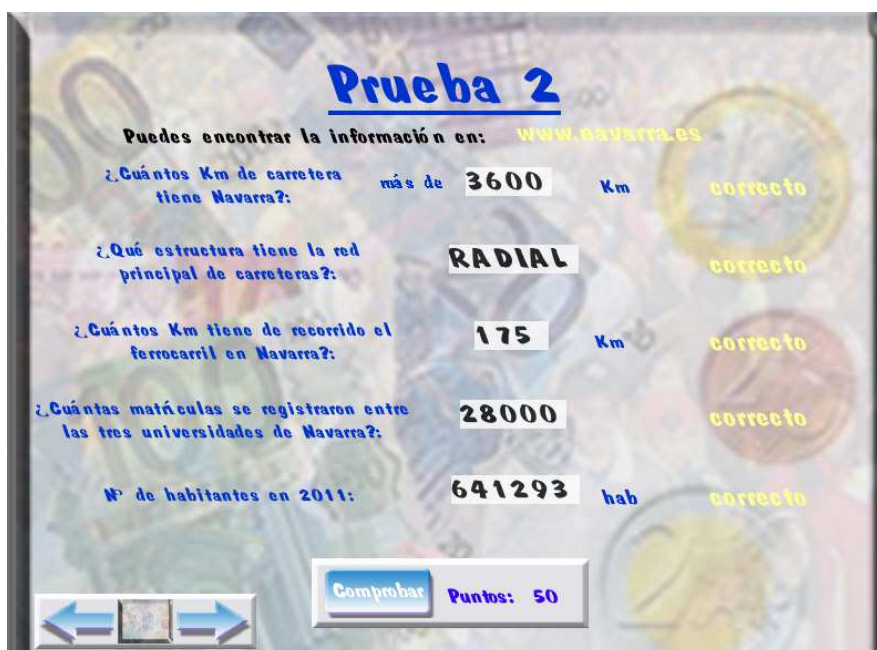 Prueba 2
Puedes encontrar la información en: www.navarra.es
¿Cuántos Km de carretera
tiene Navarra?: más de 3600 Km correcto
¿Qué estructura tiene la red
principal de carreteras?: RADIAL correcto
¿Cuántos Km tiene de recorrido el
ferrocarril en Navarra?: 175 Km correcto
¿Cuántas matrículas se registraron entre
las tres universidades de Navarra?: 28000 correcto
Nº de habitantes en 2011: 641293 hab correcto
Comprobar Puntos: 50